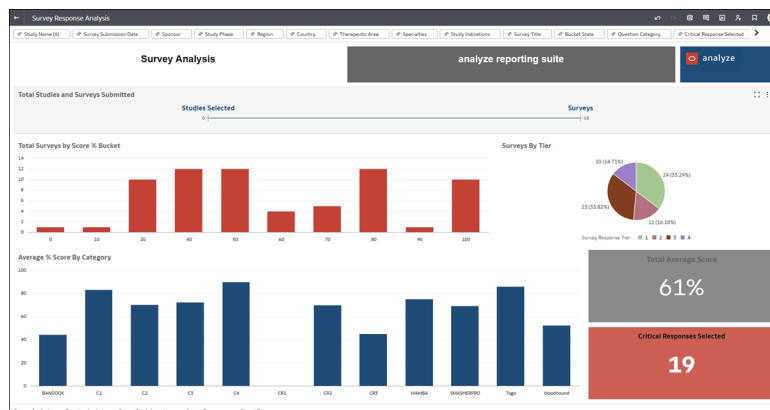 Survey Response Analysis
Study Name (6) Survey Submission Date Sponsor Study Phase Region Country Therapeutic Area Specialties Study Indications Survey Title Bucket State Question Category Critical Response Selected
Survey Analysis
analyze reporting suite
analyze
Total Studies and Surveys Submitted
Studies Selected Surveys
6 68
Total Surveys by Score % Bucket
14
12
10
8
6
4
2
0
0 10 20 40 50 60 70 80 90 100
Surveys By Tier
10 (14.71%)
24 (35.29%)
23 (33.82%)
11 (16.18%)
Survey Response Tier: 1 2 3 4
Average % Score By Category
100
80
60
40
20
0
BANDOOK C1 C2 C3 C4 CR1 CR2 CR3 MAMBA SMASHERPRO Togo bloodhound
Total Average Score
61%
Critical Responses Selected
19